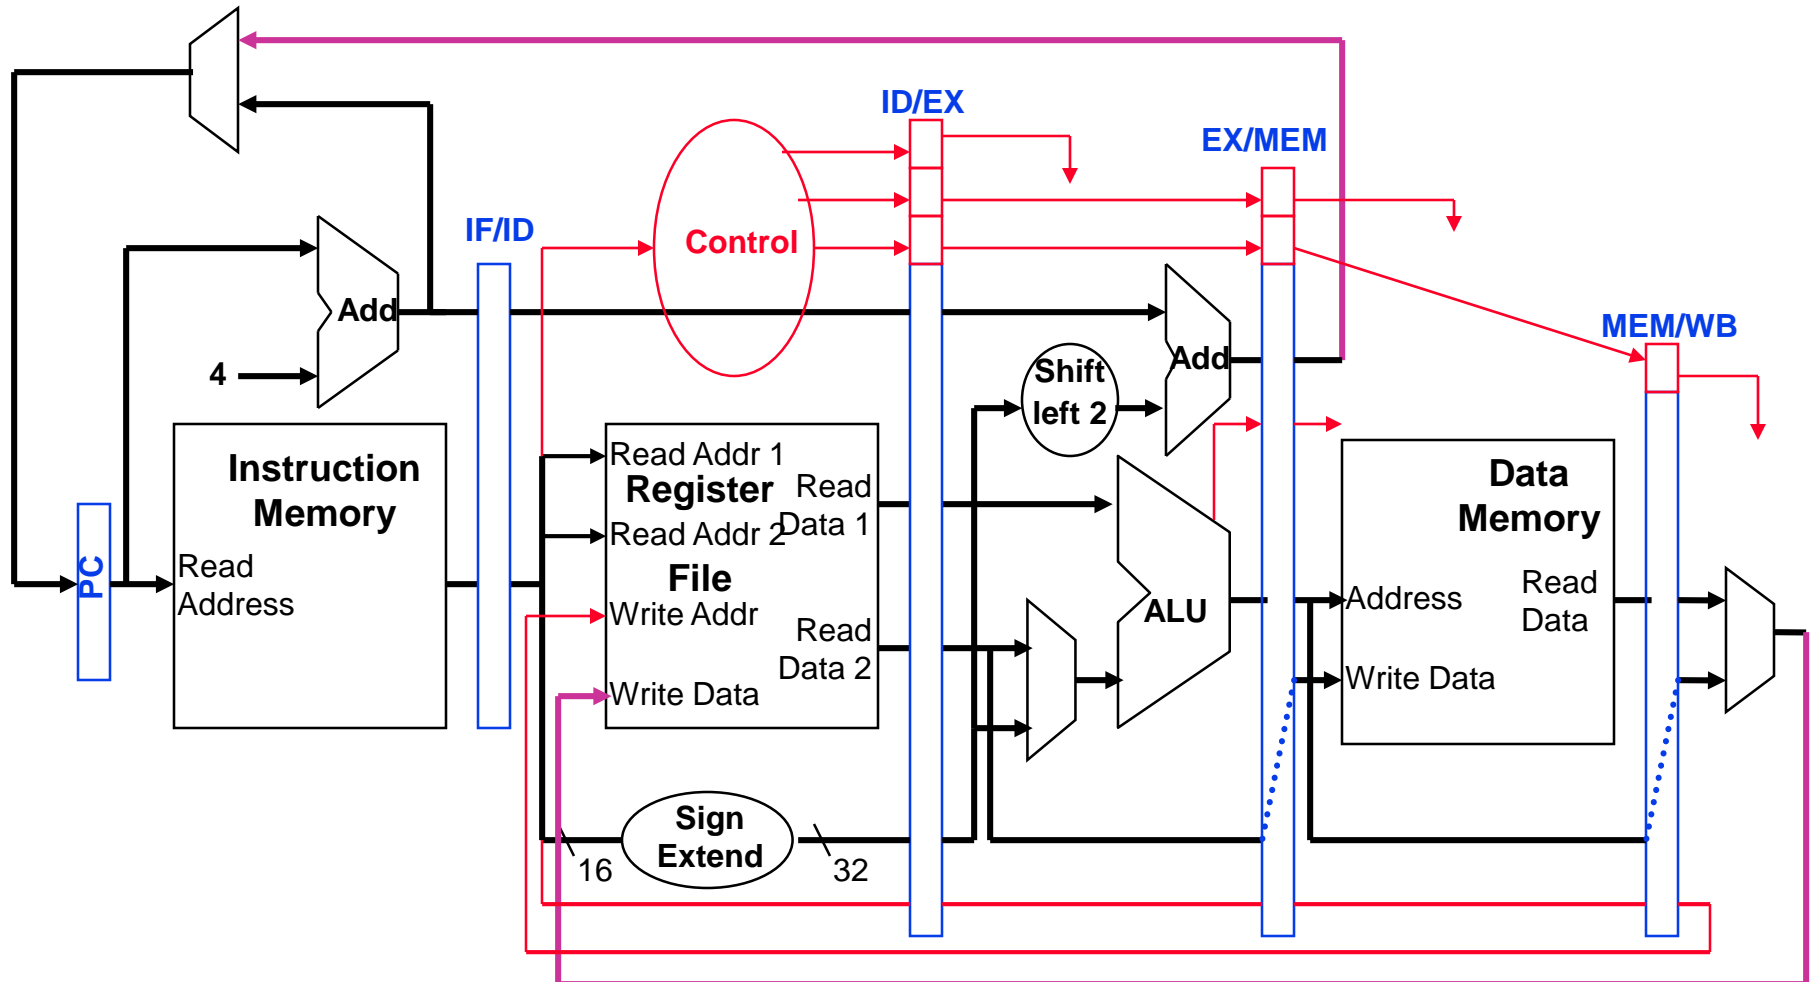 ID/EX
EX/MEM
IF/ID
Control
Add
MEM/WB
4
Add
Shift
left 2
Instruction
Memory
Read Addr 1
Register
Read
Data 1
Read Addr 2
File
Write Addr
Read
Data 2
Write Data
Data
Memory
PC
Read
Address
ALU
Address
Read
Data
Write Data
Sign
Extend
16
32